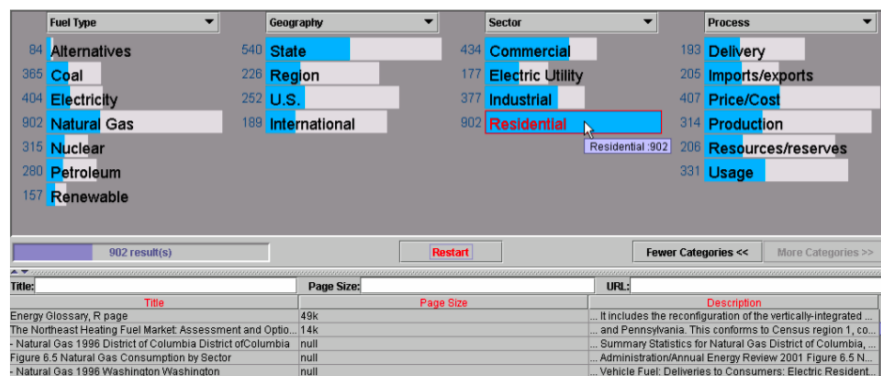 Fuel Type Geography Sector Process
84 Alternatives 540 State 434 Commercial 193 Delivery
365 Coal 226 Region 177 Electric Utility 205 Imports/exports
404 Electricity 252 U.S. 377 Industrial 407 Price/Cost
902 Natural Gas 189 International 902 Residential 314 Production
315 Nuclear Residential :902 206 Resources/reserves
280 Petroleum 331 Usage
157 Renewable
902 result(s) Restart Fewer Categories << More Categories >>
Title: Page Size: URL:
Title Page Size Description
Energy Glossary, R page 49k ... It includes the reconfiguration of the vertically-integrated ...
The Northeast Heating Fuel Market: Assessment and Optio... 14k ... and Pennsylvania. This conforms to Census region 1, co...
- Natural Gas 1996 District of Columbia District ofColumbia null ... Summary Statistics for Natural Gas District of Columbia, ...
Figure 6.5 Natural Gas Consumption by Sector null ... Administration/Annual Energy Review 2001 Figure 6.5 N...
- Natural Gas 1996 Washington Washington null ... Vehicle Fuel: Deliveries to Consumers: Electric Resident...